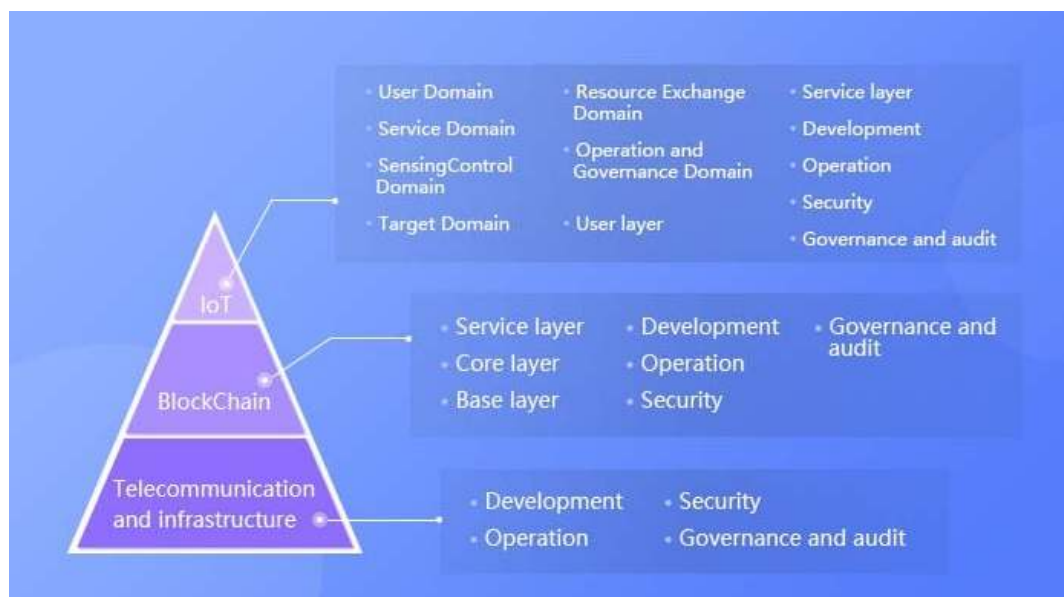 • User Domain
• Service Domain
• SensingControl
Domain
• Target Domain
• Resource Exchange
Domain
• Operation and
Governance Domain
• User layer
• Service layer
• Development
• Operation
• Security
• Governance and audit
IoT
• Service layer
• Core layer
• Base layer
• Development
• Operation
• Security
• Governance and
audit
BlockChain
Telecommunication
and infrastructure
• Development
• Operation
• Security
• Governance and audit